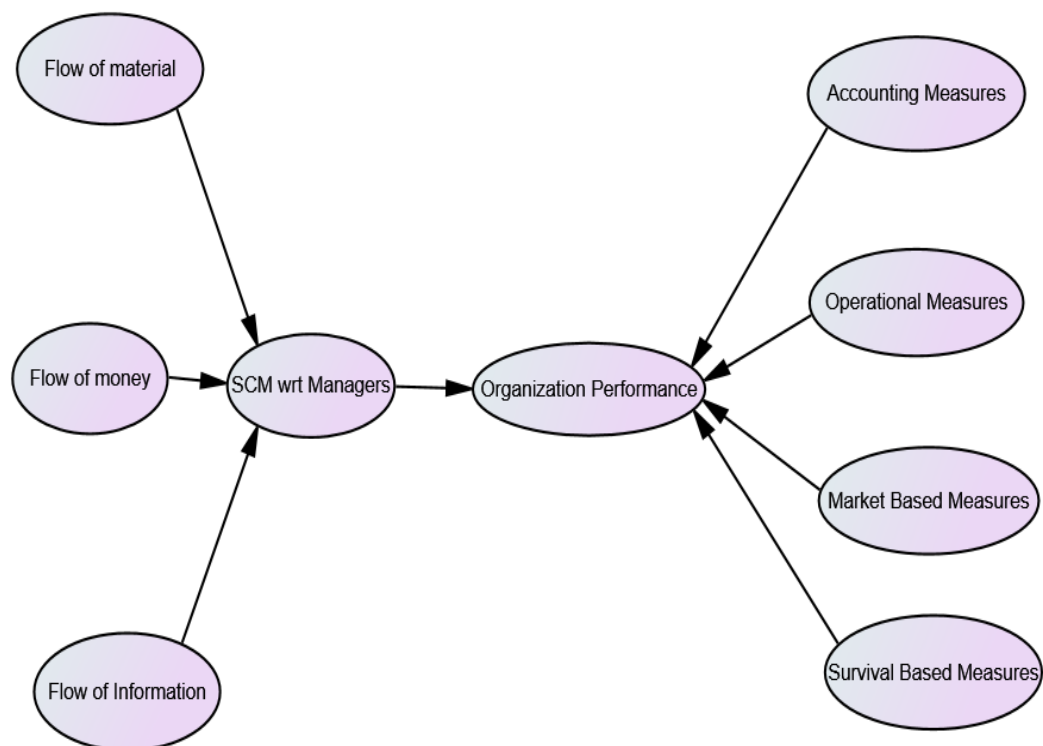 Flow of material
Accounting Measures
Operational Measures
Flow of money
SCM wrt Managers
Organization Performance
Market Based Measures
Flow of Information
Survival Based Measures